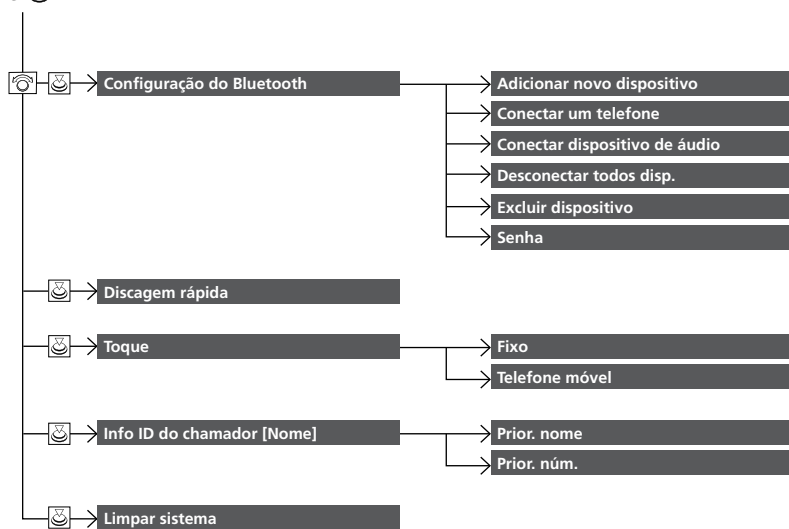 Configuração do Bluetooth
Adicionar novo dispositivo
Conectar um telefone
Conectar dispositivo de áudio
Desconectar todos disp.
Excluir dispositivo
Senha
Discagem rápida
Toque
Fixo
Telefone móvel
Info ID do chamador [Nome]
Prior. nome
Prior. núm.
Limpar sistema